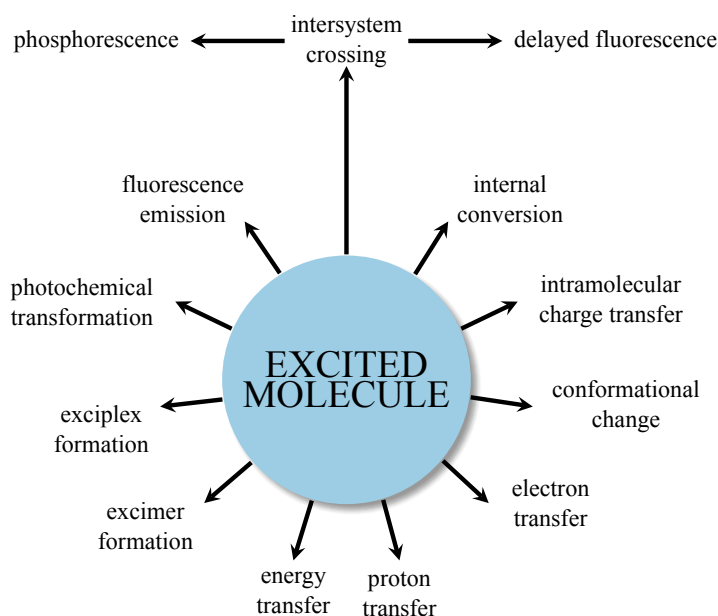 phosphorescence
intersystem
crossing
delayed fluorescence
fluorescence
emission
internal
conversion
photochemical
transformation
intramolecular
charge transfer
EXCITED
MOLECULE
exciplex
formation
conformational
change
excimer
formation
electron
transfer
energy
transfer
proton
transfer